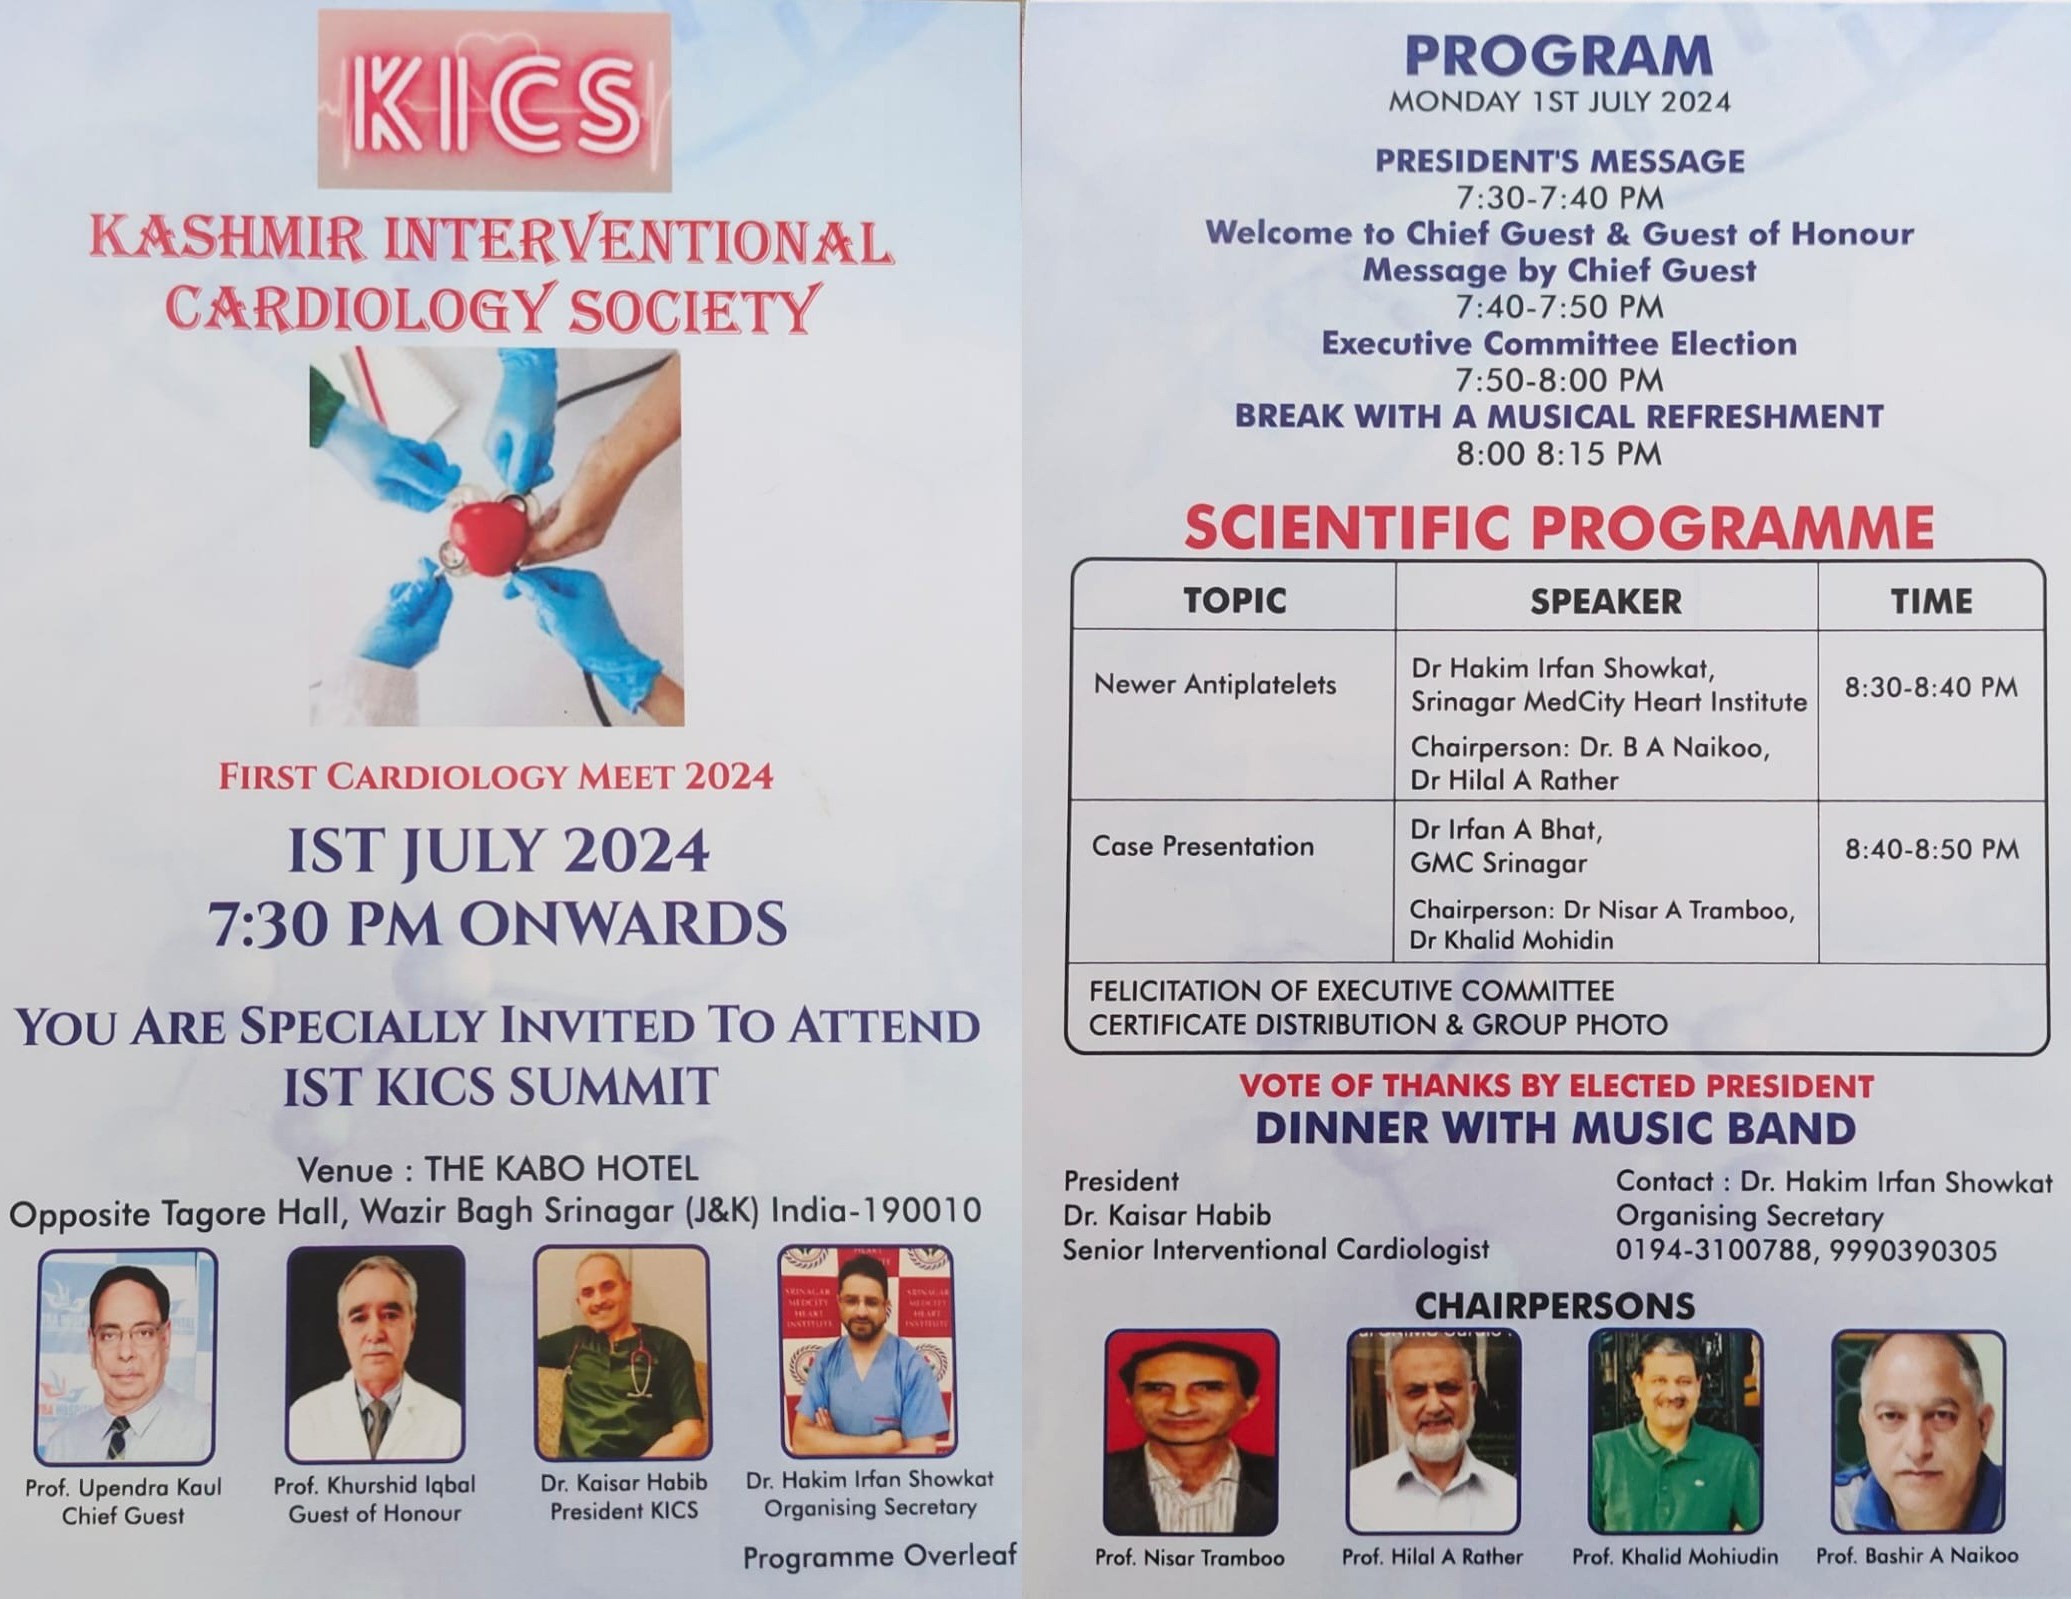 KICS
KASHMIR INTERVENTIONAL
CARDIOLOGY SOCIETY
FIRST CARDIOLOGY MEET 2024
IST JULY 2024
7:30 PM ONWARDS
YOU ARE SPECIALLY INVITED TO ATTEND
IST KICS SUMMIT
Venue : THE KABO HOTEL
Opposite Tagore Hall, Wazir Bagh Srinagar (J&K) India-190010
SRINAGAR
MEDCITY
HEART
INSTITUTE
SRINAGAR
MEDCITY
HEART
INSTITUTE
Prof. Upendra Kaul
Chief Guest
Prof. Khurshid Iqbal
Guest of Honour
Dr. Kaisar Habib
President KICS
Dr. Hakim Irfan Showkat
Organising Secretary
Programme Overleaf
PROGRAM
MONDAY 1ST JULY 2024
PRESIDENT'S MESSAGE
7:30-7:40 PM
Welcome to Chief Guest & Guest of Honour
Message by Chief Guest
7:40-7:50 PM
Executive Committee Election
7:50-8:00 PM
BREAK WITH A MUSICAL REFRESHMENT
8:00 8:15 PM
SCIENTIFIC PROGRAMME
TOPIC SPEAKER TIME
Newer Antiplatelets
Dr Hakim Irfan Showkat,
Srinagar MedCity Heart Institute
Chairperson: Dr. B A Naikoo,
Dr Hilal A Rather
8:30-8:40 PM
Case Presentation
Dr Irfan A Bhat,
GMC Srinagar
Chairperson: Dr Nisar A Tramboo,
Dr Khalid Mohidin
8:40-8:50 PM
FELICITATION OF EXECUTIVE COMMITTEE
CERTIFICATE DISTRIBUTION & GROUP PHOTO
VOTE OF THANKS BY ELECTED PRESIDENT
DINNER WITH MUSIC BAND
President
Dr. Kaisar Habib
Senior Interventional Cardiologist
Contact : Dr. Hakim Irfan Showkat
Organising Secretary
0194-3100788, 9990390305
CHAIRPERSONS
Prof. Nisar Tramboo
Prof. Hilal A Rather
Prof. Khalid Mohiudin
Prof. Bashir A Naikoo